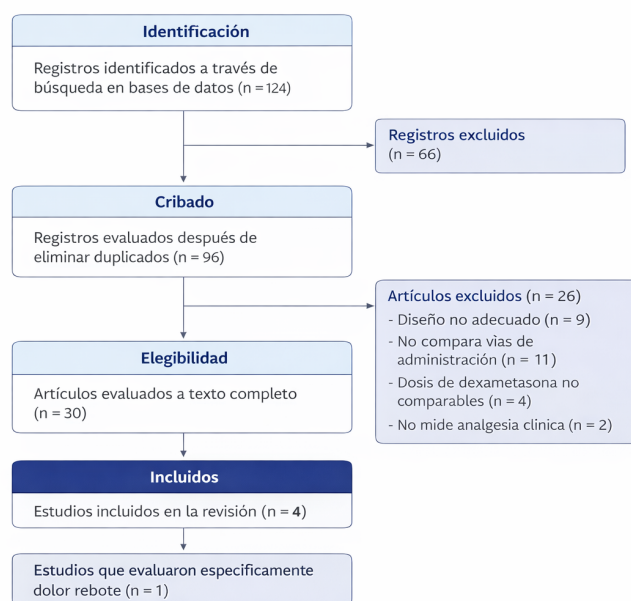 Identificación
Registros identificados a través de
búsqueda en bases de datos (n = 124)
Registros excluidos
(n = 66)
Cribado
Registros evaluados después de
eliminar duplicados (n = 96)
Artículos excluidos (n = 26)
- Diseño no adecuado (n = 9)
- No compara vìas de
administración (n = 11)
- Dosis de dexametasona no
comparables (n = 4)
- No mide analgesia clinica (n = 2)
Elegibilidad
Artículos evaluados a texto completo
(n = 30)
Incluidos
Estudios incluidos en la revisión (n = 4)
Estudios que evaluaron especificamente
dolor rebote (n = 1)